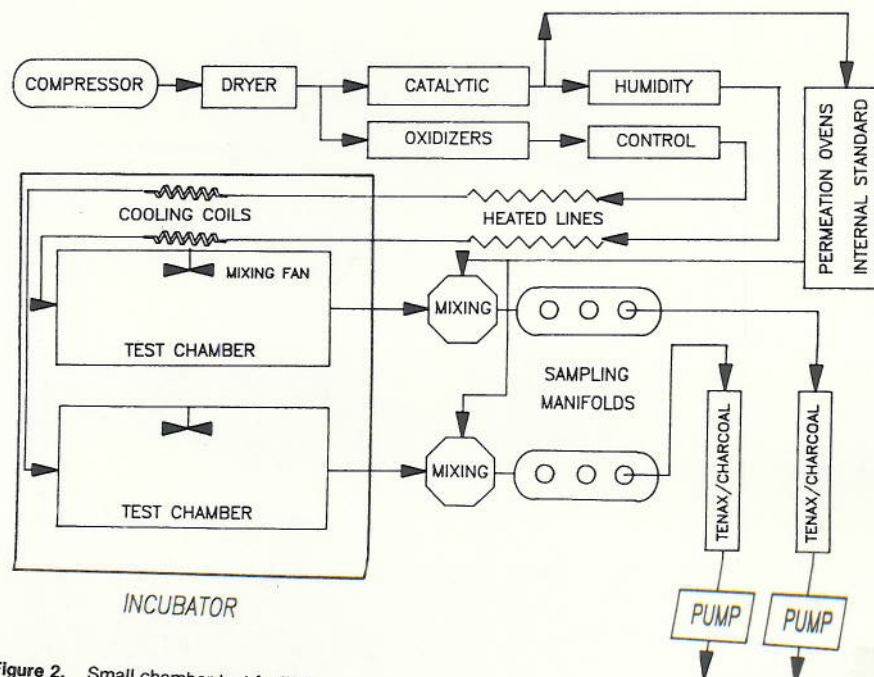 COMPRESSOR
DRYER
CATALYTIC
HUMIDITY
OXIDIZERS
CONTROL
PERMEATION OVENS
INTERNAL STANDARD
COOLING COILS
HEATED LINES
MIXING FAN
MIXING
TEST CHAMBER
SAMPLING
MANIFOLDS
MIXING
TEST CHAMBER
TENAX/CHARCOAL
TENAX/CHARCOAL
INCUBATOR
PUMP
PUMP
Figure 2. Small chamber test